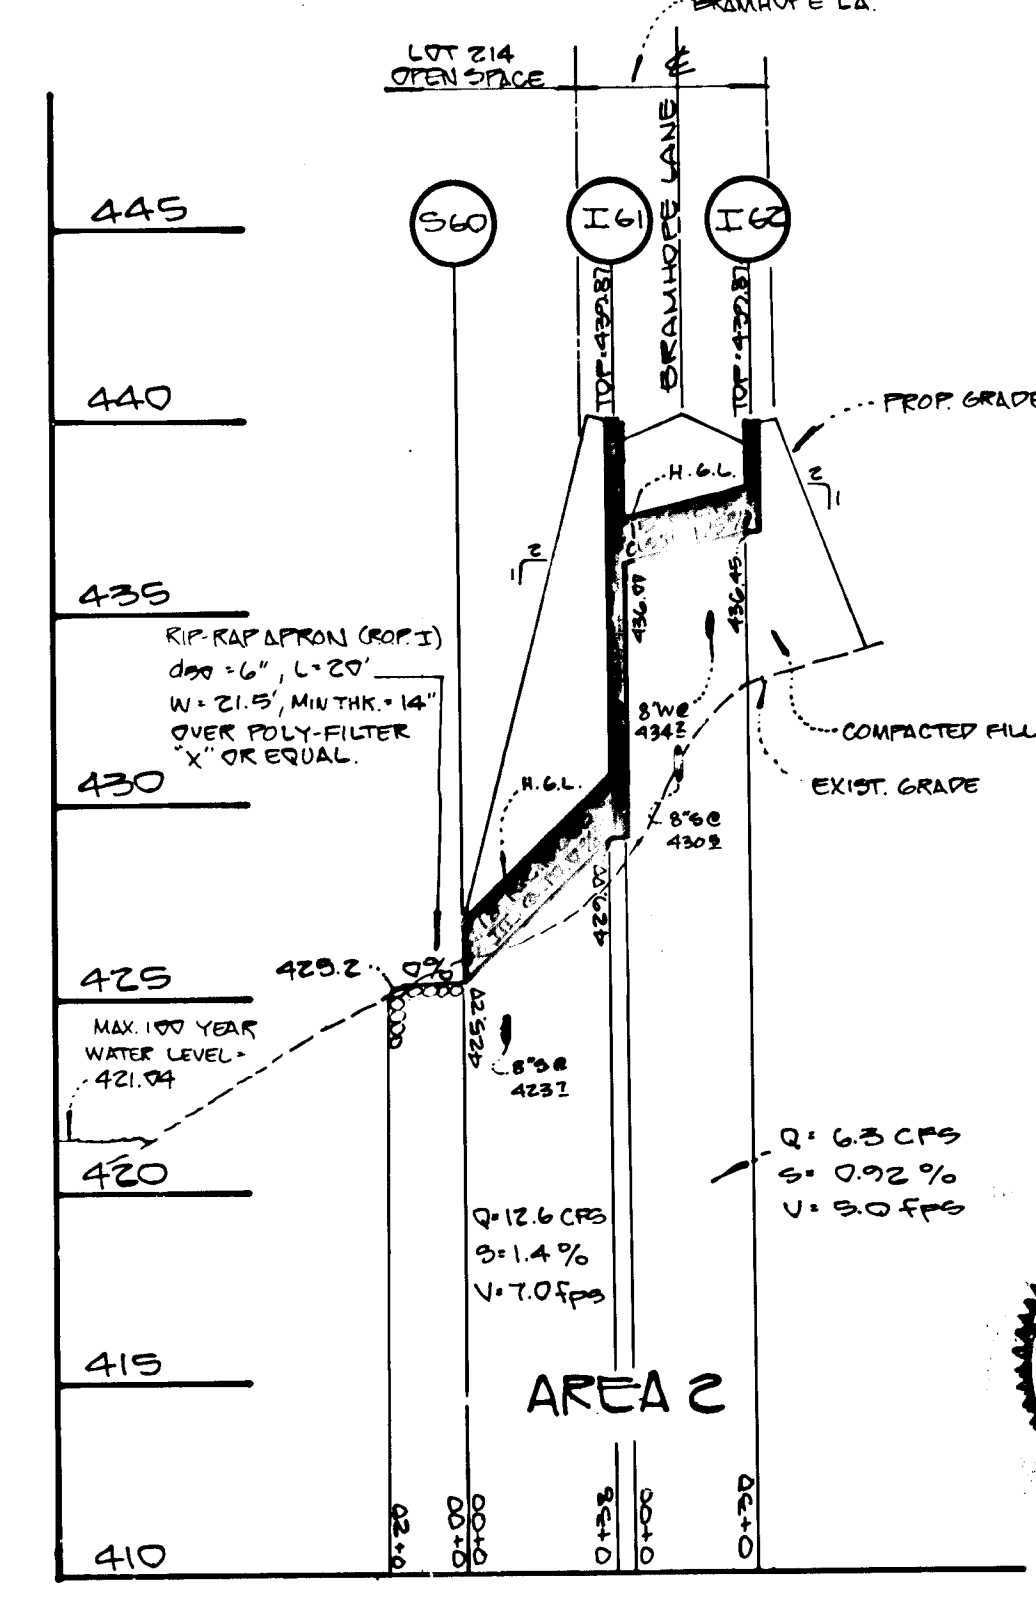 BRAMHOPE LA.
LOT 214
OPEN SPACE
℄
BRAMHOPE LANE
445
S60
I61
I62
TOP=439.87
TOP=439.87
440
PROP. GRADE
H.G.L.
2
1
2
1
435
436.00
436.45
RIP-RAP APRON (ROP. I)
d50 = 6", L=20'
W= 21.5', MIN THK. = 14"
OVER POLY-FILTER
"X" OR EQUAL.
8"W@
434±
COMPACTED FILL
430
H.G.L.
EXIST. GRADE
8"S@
430±
429.00
425.2
0%
425
425.20
MAX. 100 YEAR
WATER LEVEL=
421.04
8"S@
423±
420
Q= 6.3 CFS
S= 0.92 %
V= 5.0 fps
Q=12.6 CFS
S=1.4 %
V=7.0 fps
415
AREA 2
410
0+20
0+00
0+00
0+38
0+00
0+30